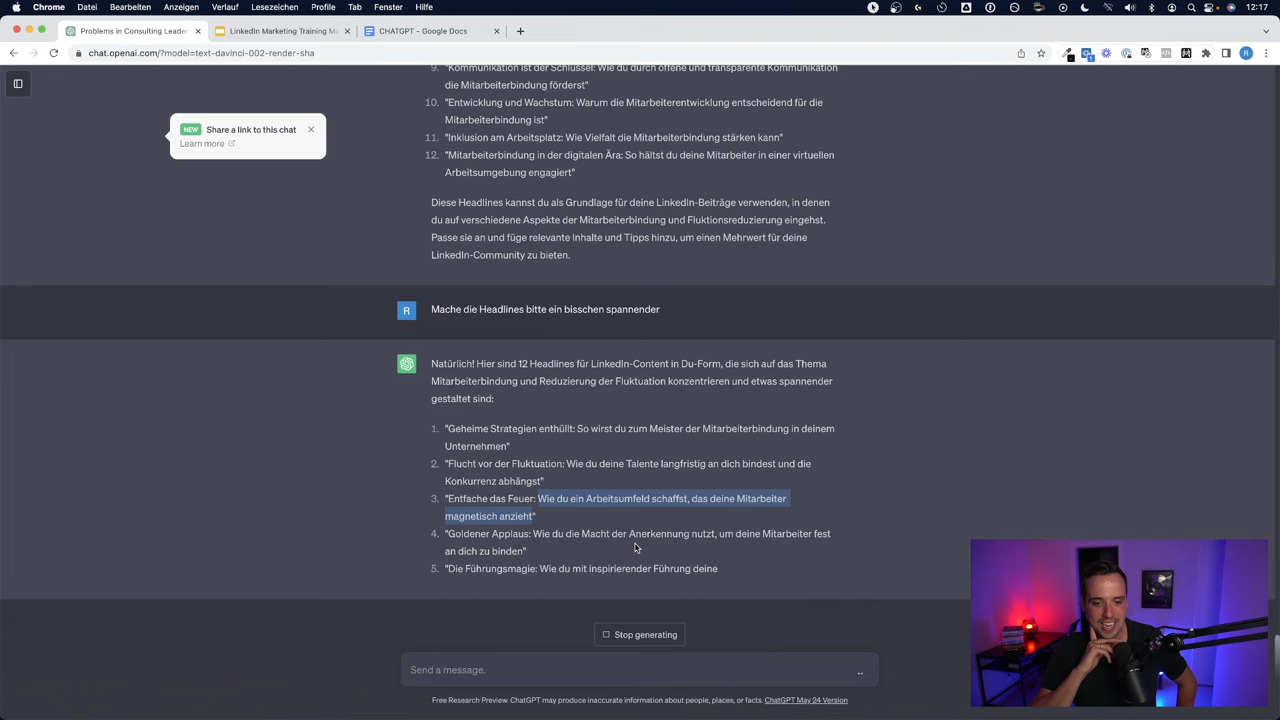 Chrome Datei Bearbeiten Anzeigen Verlauf Lesezeichen Profile Tab Fenster Hilfe 12:17
Problems in Consulting Leader LinkedIn Marketing Training Ma CHATGPT - Google Docs
chat.openai.com/?model=text-davinci-002-render-sha
9. "Kommunikation ist der Schlüssel: Wie du durch offene und transparente Kommunikation
die Mitarbeiterbindung förderst"
10. "Entwicklung und Wachstum: Warum die Mitarbeiterentwicklung entscheidend für die
Mitarbeiterbindung ist"
NEW Share a link to this chat
Learn more
11. "Inklusion am Arbeitsplatz: Wie Vielfalt die Mitarbeiterbindung stärken kann"
12. "Mitarbeiterbindung in der digitalen Ära: So hältst du deine Mitarbeiter in einer virtuellen
Arbeitsumgebung engagiert"
Diese Headlines kannst du als Grundlage für deine LinkedIn-Beiträge verwenden, in denen
du auf verschiedene Aspekte der Mitarbeiterbindung und Fluktionsreduzierung eingehst.
Passe sie an und füge relevante Inhalte und Tipps hinzu, um einen Mehrwert für deine
LinkedIn-Community zu bieten.
R Mache die Headlines bitte ein bisschen spannender
Natürlich! Hier sind 12 Headlines für LinkedIn-Content in Du-Form, die sich auf das Thema
Mitarbeiterbindung und Reduzierung der Fluktuation konzentrieren und etwas spannender
gestaltet sind:
1. "Geheime Strategien enthüllt: So wirst du zum Meister der Mitarbeiterbindung in deinem
Unternehmen"
2. "Flucht vor der Fluktuation: Wie du deine Talente langfristig an dich bindest und die
Konkurrenz abhängst"
3. "Entfache das Feuer: Wie du ein Arbeitsumfeld schaffst, das deine Mitarbeiter
magnetisch anzieht"
4. "Goldener Applaus: Wie du die Macht der Anerkennung nutzt, um deine Mitarbeiter fest
an dich zu binden"
5. "Die Führungsmagie: Wie du mit inspirierender Führung deine
Stop generating
Send a message.
Free Research Preview. ChatGPT may produce inaccurate information about people, places, or facts. ChatGPT May 24 Version